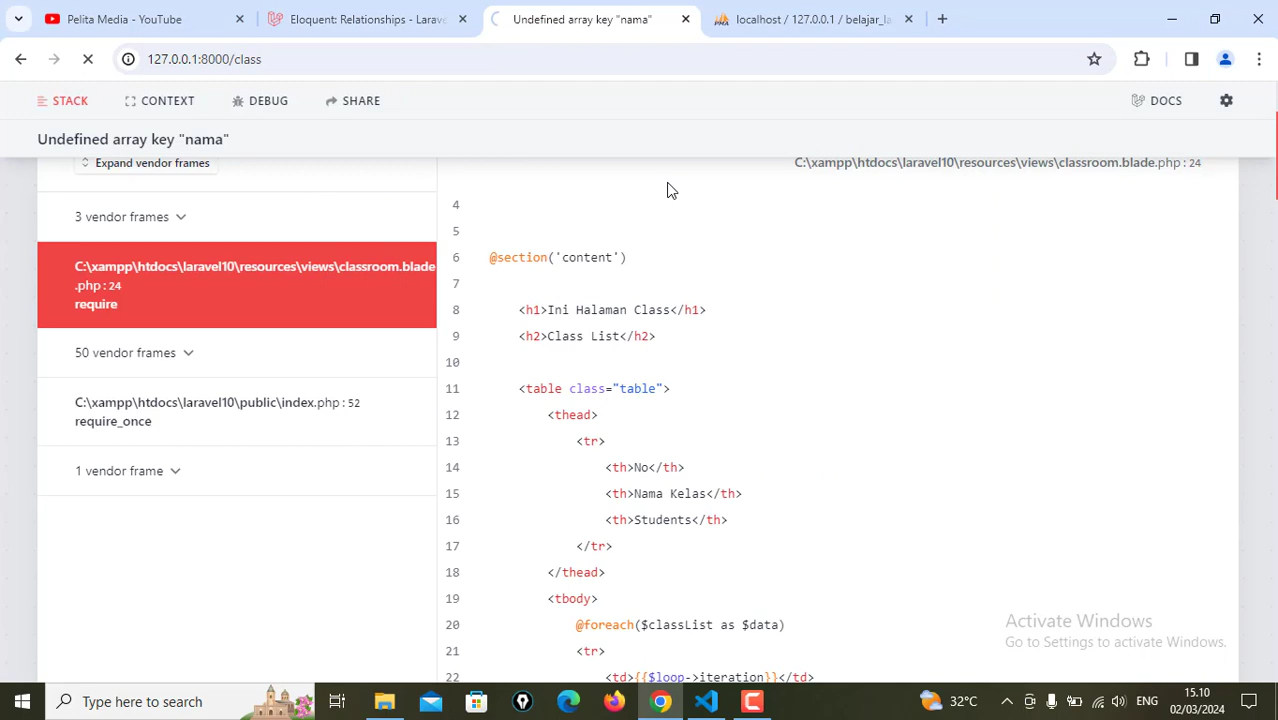 Pelita Media - YouTube
Eloquent: Relationships - Larav
Undefined array key "nama"
localhost / 127.0.0.1 / belajar_la
127.0.0.1:8000/class
STACK
CONTEXT
DEBUG
SHARE
DOCS
Undefined array key "nama"
Expand vendor frames
C:\xampp\htdocs\laravel10\resources\views\classroom.blade.php : 24
3 vendor frames
C:\xampp\htdocs\laravel10\resources\views\classroom.blade
.php : 24
require
50 vendor frames
C:\xampp\htdocs\laravel10\public\index.php : 52
require_once
1 vendor frame
4
5
6 @section('content')
7
8 <h1>Ini Halaman Class</h1>
9 <h2>Class List</h2>
10
11 <table class="table">
12 <thead>
13 <tr>
14 <th>No</th>
15 <th>Nama Kelas</th>
16 <th>Students</th>
17 </tr>
18 </thead>
19 <tbody>
20 @foreach($classList as $data)
21 <tr>
22 <td>{{$loop->iteration}}</td>
Activate Windows
Go to Settings to activate Windows.
Type here to search
32°C
ENG
15.10
02/03/2024